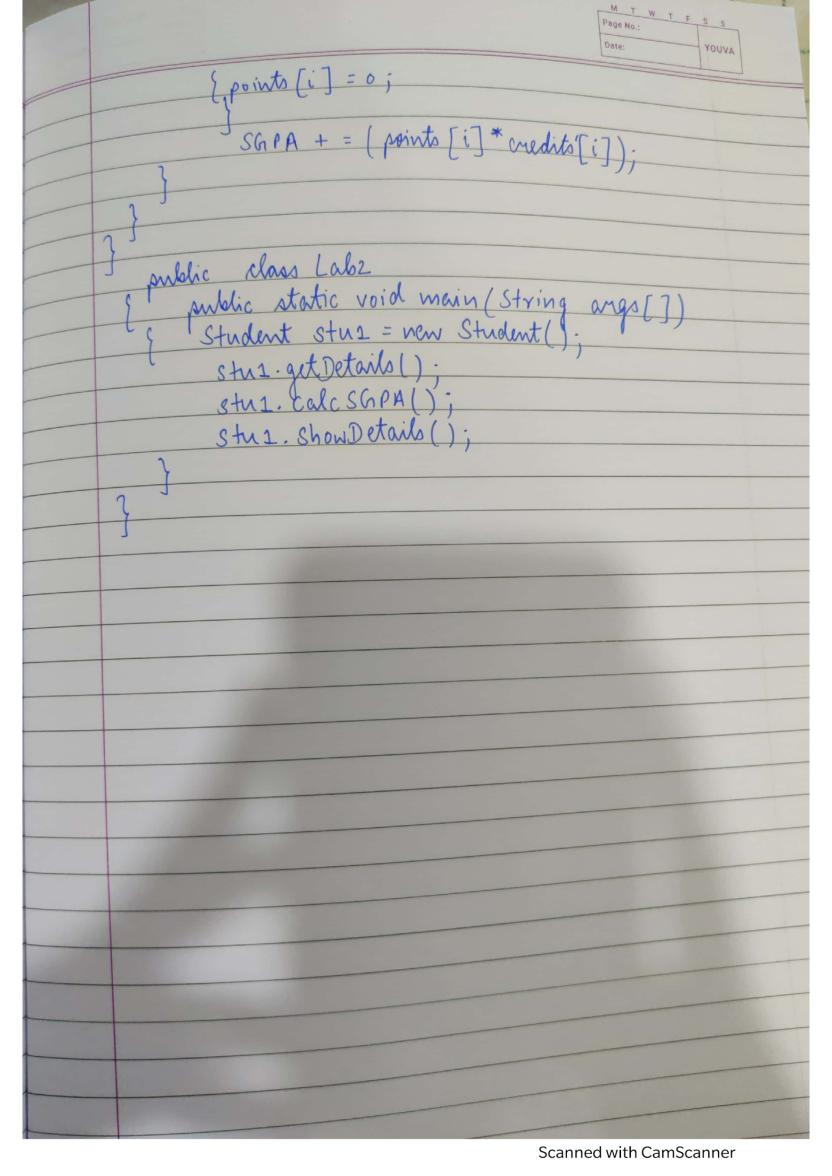 M T W T F S S
Page No.:
Date:
YOUVA
{ points[i] = 0 ;
}
SGPA + = ( points [i] * credits[i]);
}
}
}
public class Lab2
{ public static void main(String args[])
{ Student stu1 = new Student();
stu1.getDetails();
stu1.calcSGPA();
stu1.showDetails();
}
}
Scanned with CamScanner